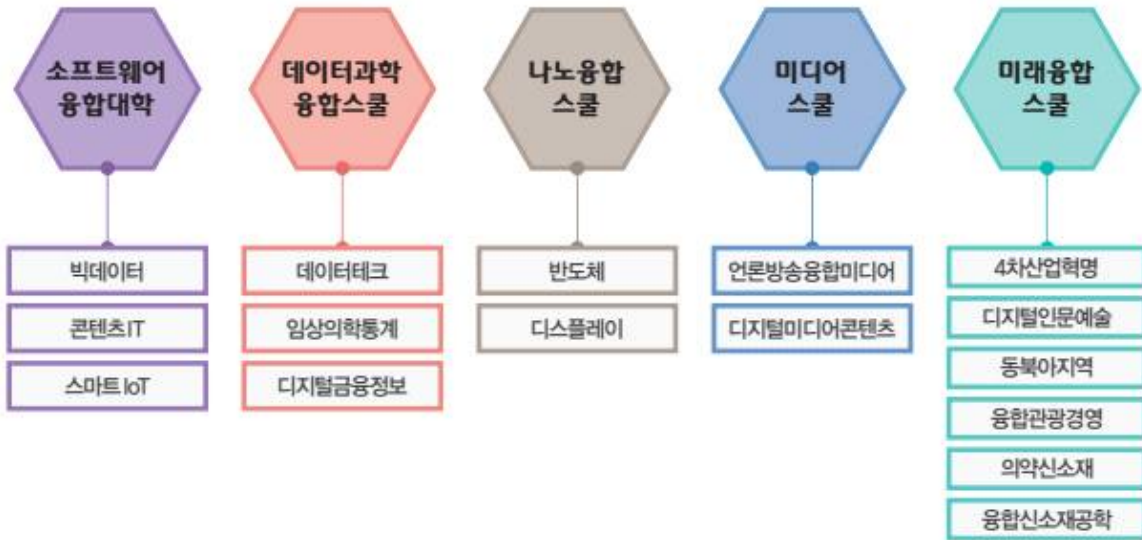 소프트웨어
융합대학
빅데이터
콘텐츠IT
스마트 IoT
데이터과학
융합스쿨
데이터테크
임상의학통계
디지털금융정보
나노융합
스쿨
반도체
디스플레이
미디어
스쿨
언론방송융합미디어
디지털미디어콘텐츠
미래융합
스쿨
4차산업혁명
디지털인문예술
동북아지역
융합관광경영
의약신소재
융합신소재공학